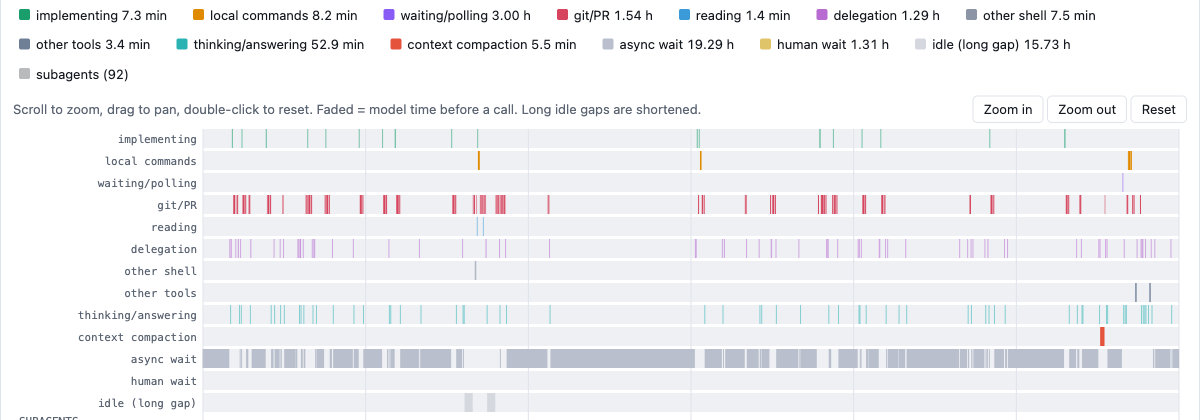 implementing 7.3 min local commands 8.2 min waiting/polling 3.00 h git/PR 1.54 h reading 1.4 min delegation 1.29 h other shell 7.5 min
other tools 3.4 min thinking/answering 52.9 min context compaction 5.5 min async wait 19.29 h human wait 1.31 h idle (long gap) 15.73 h
subagents (92)
Scroll to zoom, drag to pan, double-click to reset. Faded = model time before a call. Long idle gaps are shortened. Zoom in Zoom out Reset
implementing
local commands
waiting/polling
git/PR
reading
delegation
other shell
other tools
thinking/answering
context compaction
async wait
human wait
idle (long gap)
SUBAGENTS